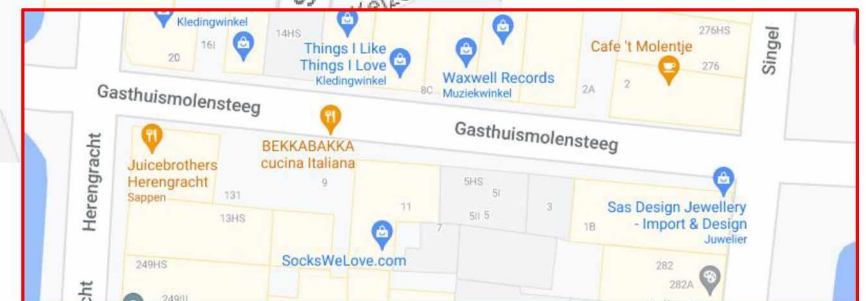 Kledingwinkel
16I
20
14HS
Things I Like
Things I Love
Kledingwinkel
8C
Waxwell Records
Muziekwinkel
2A
Cafe 't Molentje
2
276HS
276
Singel
Gasthuismolensteeg
Gasthuismolensteeg
Herengracht
Juicebrothers
Herengracht
Sappen
BEKKABAKKA
cucina Italiana
9
131
13HS
11
7
5HS
5I
5II 5
3
1B
Sas Design Jewellery
- Import & Design
Juwelier
SocksWeLove.com
249HS
249III
282
282A
cht